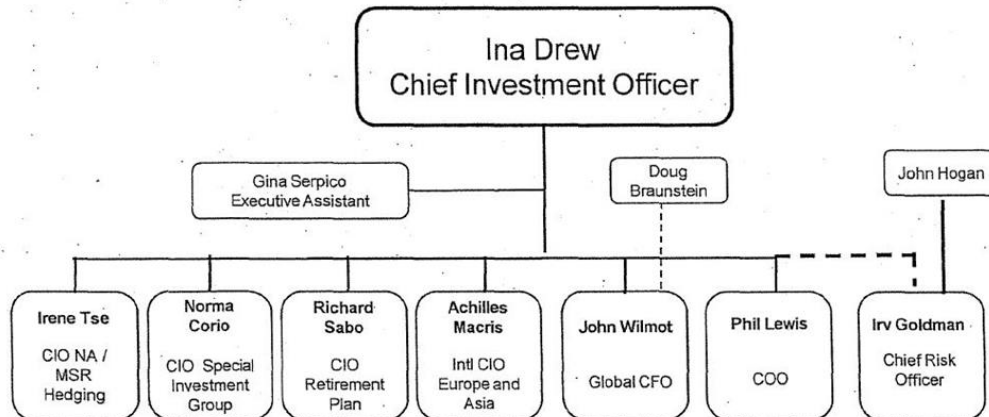 Ina Drew
Chief Investment Officer
Gina Serpico
Executive Assistant
Doug
Braunstein
John Hogan
Irene Tse
CIO NA /
MSR
Hedging
Norma
Corio
CIO Special
Investment
Group
Richard
Sabo
CIO
Retirement
Plan
Achilles
Macris
Intl CIO
Europe and
Asia
John Wilmot
Global CFO
Phil Lewis
COO
Irv Goldman
Chief Risk
Officer